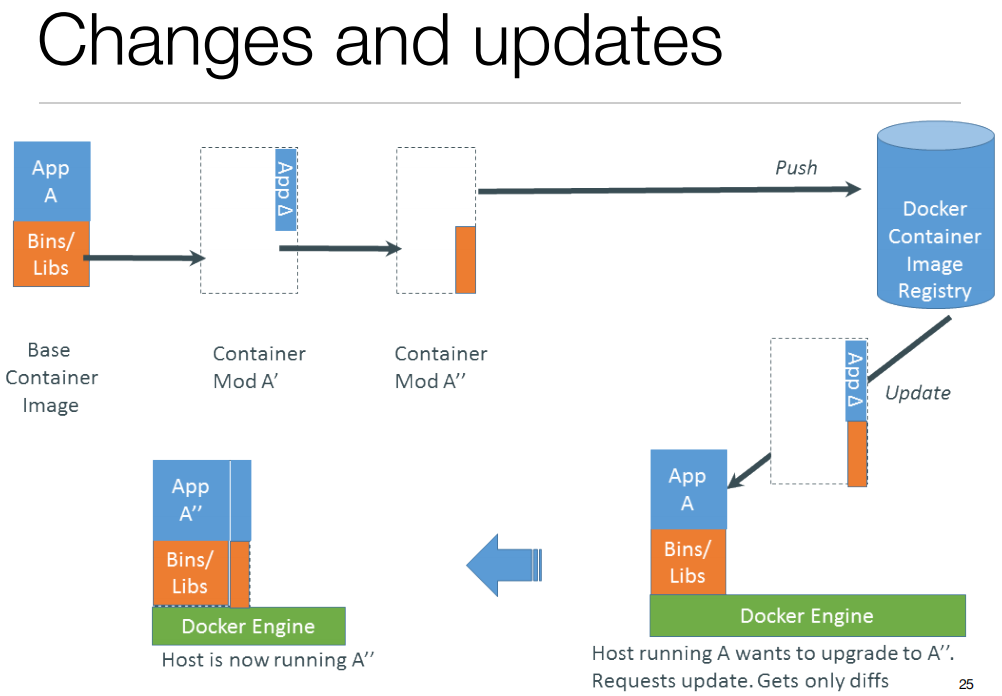 Changes and updates
App
A
Bins/
Libs
App Δ
Push
Docker
Container
Image
Registry
Base
Container
Image
Container
Mod A’
Container
Mod A’’
App Δ
Update
App
A’’
Bins/
Libs
Docker Engine
Host is now running A’’
App
A
Bins/
Libs
Docker Engine
Host running A wants to upgrade to A’’.
Requests update. Gets only diffs
25